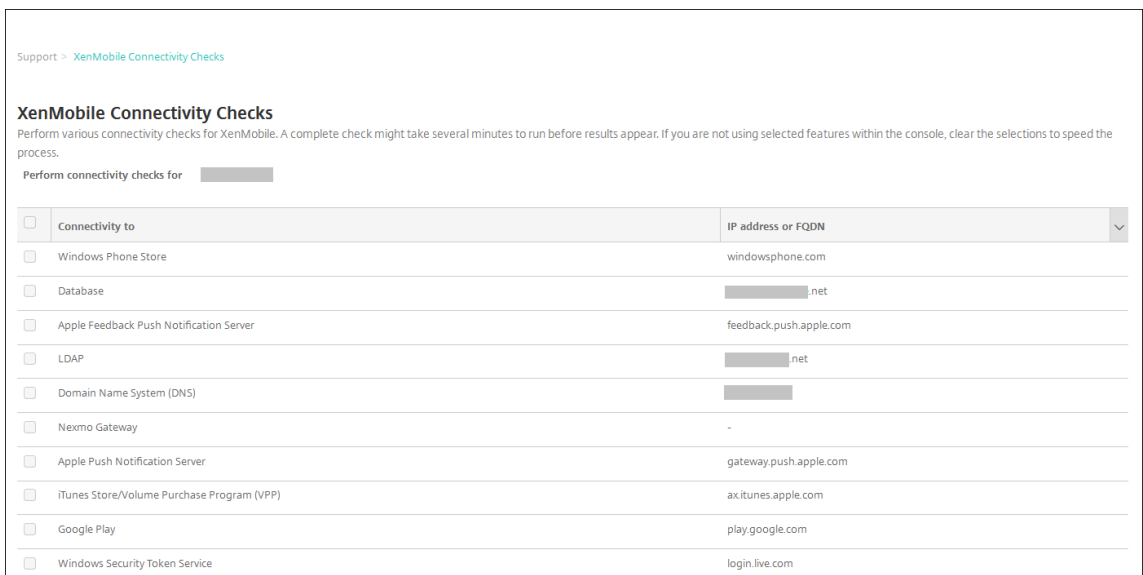 Support > XenMobile Connectivity Checks
XenMobile Connectivity Checks
Perform various connectivity checks for XenMobile. A complete check might take several minutes to run before results appear. If you are not using selected features within the console, clear the selections to speed the
process.
Perform connectivity checks for
Connectivity to IP address or FQDN
Windows Phone Store windowsphone.com
Database .net
Apple Feedback Push Notification Server feedback.push.apple.com
LDAP .net
Domain Name System (DNS)
Nexmo Gateway -
Apple Push Notification Server gateway.push.apple.com
iTunes Store/Volume Purchase Program (VPP) ax.itunes.apple.com
Google Play play.google.com
Windows Security Token Service login.live.com